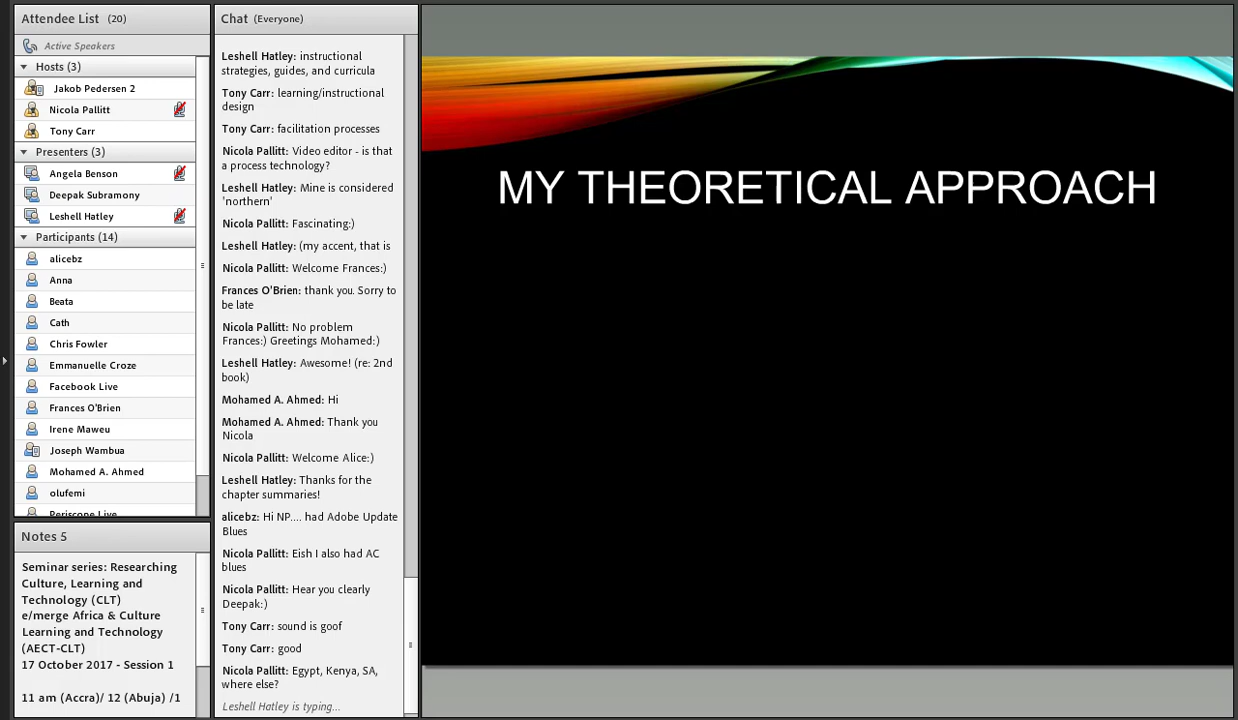 Attendee List (20)
Active Speakers
Hosts (3)
Jakob Pedersen 2
Nicola Pallitt
Tony Carr
Presenters (3)
Angela Benson
Deepak Subramony
Leshell Hatley
Participants (14)
alicebz
Anna
Beata
Cath
Chris Fowler
Emmanuelle Croze
Facebook Live
Frances O'Brien
Irene Maweu
Joseph Wambua
Mohamed A. Ahmed
olufemi
Periscope Live
Notes 5
Seminar series: Researching
Culture, Learning and
Technology (CLT)
e/merge Africa & Culture
Learning and Technology
(AECT-CLT)
17 October 2017 - Session 1
11 am (Accra)/ 12 (Abuja) /1
Chat (Everyone)
Leshell Hatley: instructional
strategies, guides, and curricula
Tony Carr: learning/instructional
design
Tony Carr: facilitation processes
Nicola Pallitt: Video editor - is that
a process technology?
Leshell Hatley: Mine is considered
'northern'
Nicola Pallitt: Fascinating:)
Leshell Hatley: (my accent, that is
Nicola Pallitt: Welcome Frances:)
Frances O'Brien: thank you. Sorry to
be late
Nicola Pallitt: No problem
Frances:) Greetings Mohamed:)
Leshell Hatley: Awesome! (re: 2nd
book)
Mohamed A. Ahmed: Hi
Mohamed A. Ahmed: Thank you
Nicola
Nicola Pallitt: Welcome Alice:)
Leshell Hatley: Thanks for the
chapter summaries!
alicebz: Hi NP.... had Adobe Update
Blues
Nicola Pallitt: Eish I also had AC
blues
Nicola Pallitt: Hear you clearly
Deepak:)
Tony Carr: sound is goof
Tony Carr: good
Nicola Pallitt: Egypt, Kenya, SA,
where else?
Leshell Hatley is typing...
MY THEORETICAL APPROACH